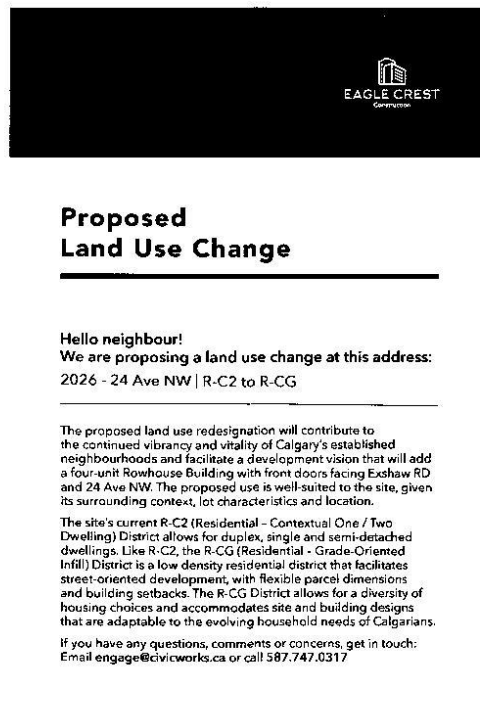 EAGLE CREST
Construction
Proposed
Land Use Change
Hello neighbour!
We are proposing a land use change at this address:
2026 - 24 Ave NW | R-C2 to R-CG
The proposed land use redesignation will contribute to
the continued vibrancy and vitality of Calgary's established
neighbourhoods and facilitate a development vision that will add
a four-unit Rowhouse Building with front doors facing Exshaw RD
and 24 Ave NW. The proposed use is well-suited to the site, given
its surrounding context, lot characteristics and location.
The site's current R-C2 (Residential - Contextual One / Two
Dwelling) District allows for duplex, single and semi-detached
dwellings. Like R-C2, the R-CG (Residential - Grade-Oriented
Infill) District is a low density residential district that facilitates
street-oriented development, with flexible parcel dimensions
and building setbacks. The R-CG District allows for a diversity of
housing choices and accommodates site and building designs
that are adaptable to the evolving household needs of Calgarians.
If you have any questions, comments or concerns, get in touch:
Email engage@civicworks.ca or call 587.747.0317